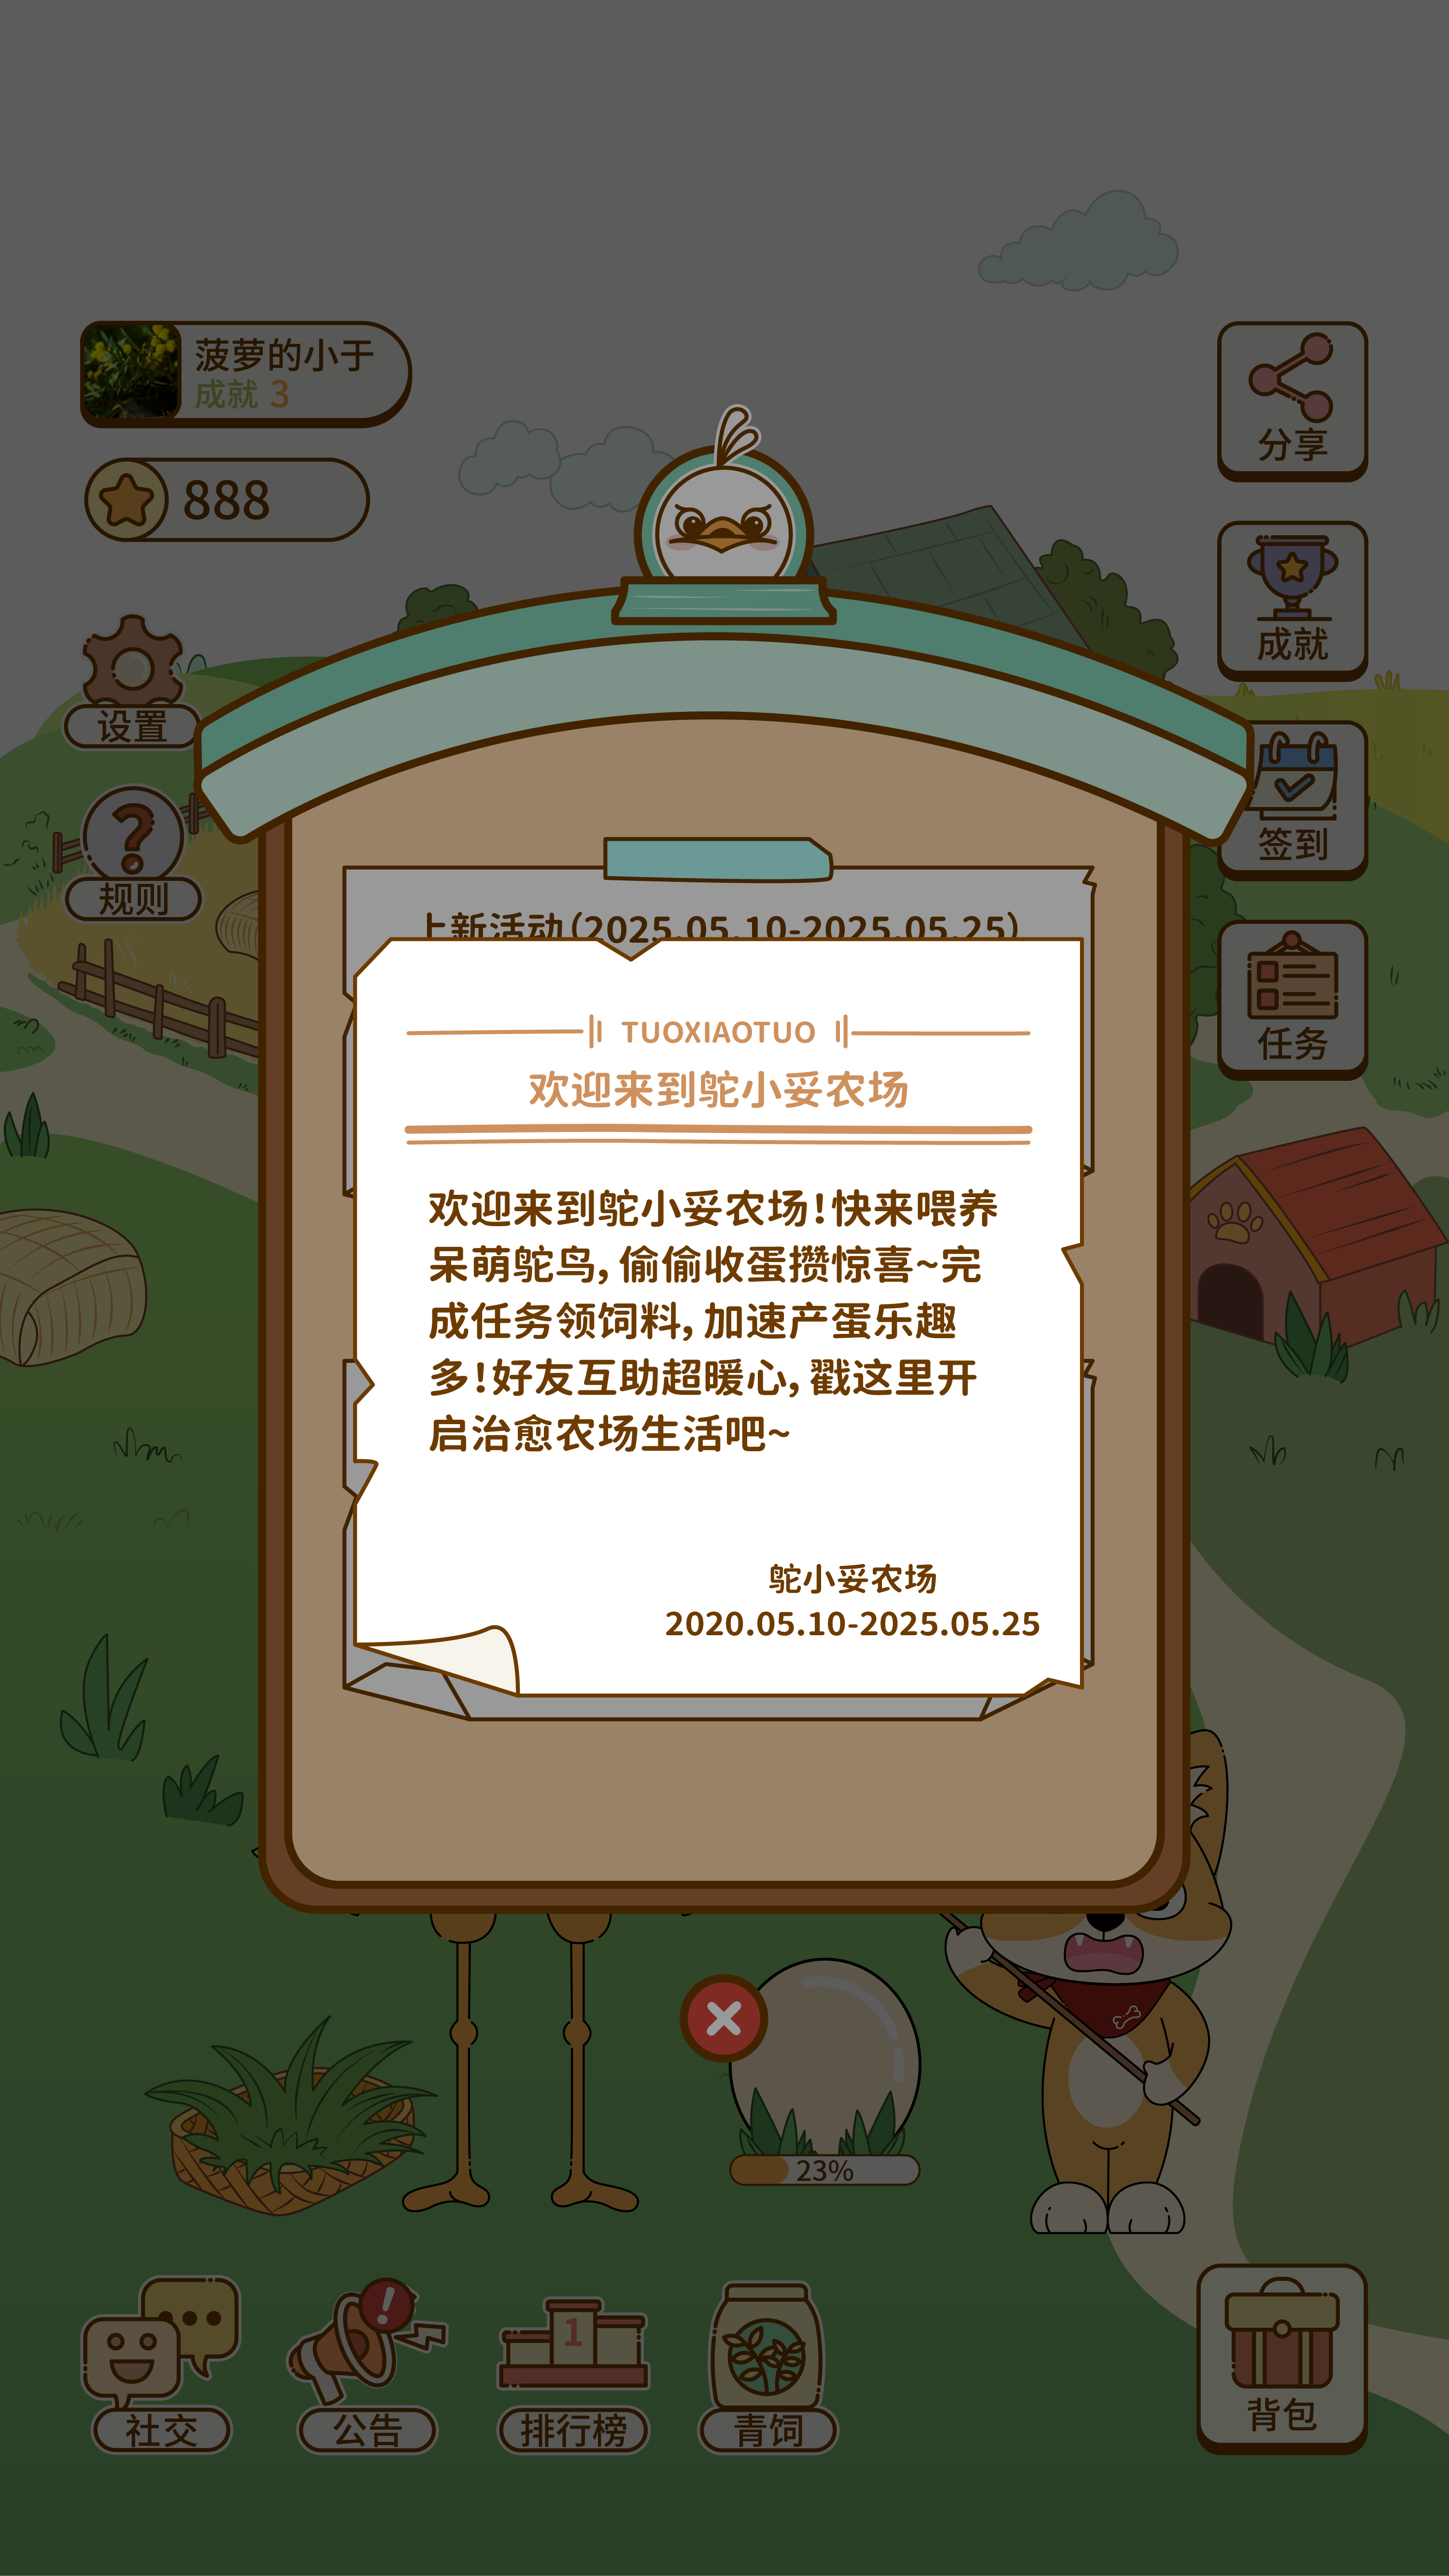 菠萝的小于
成就 3
888
分享
成就
设置
签到
规则
任务
上新活动(2025.05.10-2025.05.25)
TUOXIAOTUO
欢迎来到鸵小妥农场
欢迎来到鸵小妥农场!快来喂养
呆萌鸵鸟,偷偷收蛋攒惊喜~完
成任务领饲料,加速产蛋乐趣
多!好友互助超暖心,戳这里开
启治愈农场生活吧~
鸵小妥农场
2020.05.10-2025.05.25
23%
1
社交
公告
排行榜
青饲
背包